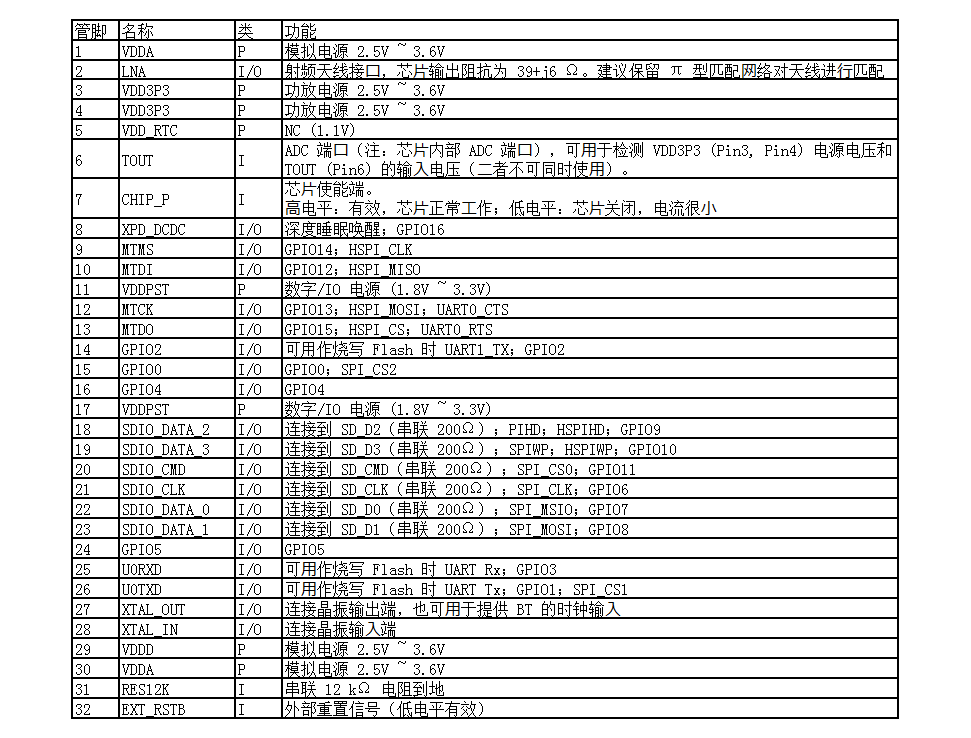 管脚 名称 类 功能
1 VDDA P 模拟电源 2.5V ~ 3.6V
2 LNA I/O 射频天线接口，芯片输出阻抗为 39+j6 Ω。建议保留 π 型匹配网络对天线进行匹配
3 VDD3P3 P 功放电源 2.5V ~ 3.6V
4 VDD3P3 P 功放电源 2.5V ~ 3.6V
5 VDD_RTC P NC (1.1V)
6 TOUT I ADC 端口（注：芯片内部 ADC 端口），可用于检测 VDD3P3 (Pin3, Pin4) 电源电压和
TOUT (Pin6) 的输入电压（二者不可同时使用）。
7 CHIP_P I 芯片使能端。
高电平：有效，芯片正常工作；低电平：芯片关闭，电流很小
8 XPD_DCDC I/O 深度睡眠唤醒；GPIO16
9 MTMS I/O GPIO14；HSPI_CLK
10 MTDI I/O GPIO12；HSPI_MISO
11 VDDPST P 数字/IO 电源 (1.8V ~ 3.3V)
12 MTCK I/O GPIO13；HSPI_MOSI；UART0_CTS
13 MTDO I/O GPIO15；HSPI_CS；UART0_RTS
14 GPIO2 I/O 可用作烧写 Flash 时 UART1_TX；GPIO2
15 GPIO0 I/O GPIO0；SPI_CS2
16 GPIO4 I/O GPIO4
17 VDDPST P 数字/IO 电源 (1.8V ~ 3.3V)
18 SDIO_DATA_2 I/O 连接到 SD_D2（串联 200Ω）；PIHD；HSPIHD；GPIO9
19 SDIO_DATA_3 I/O 连接到 SD_D3（串联 200Ω）；SPIWP；HSPIWP；GPIO10
20 SDIO_CMD I/O 连接到 SD_CMD（串联 200Ω）；SPI_CS0；GPIO11
21 SDIO_CLK I/O 连接到 SD_CLK（串联 200Ω）；SPI_CLK；GPIO6
22 SDIO_DATA_0 I/O 连接到 SD_D0（串联 200Ω）；SPI_MSIO；GPIO7
23 SDIO_DATA_1 I/O 连接到 SD_D1（串联 200Ω）；SPI_MOSI；GPIO8
24 GPIO5 I/O GPIO5
25 U0RXD I/O 可用作烧写 Flash 时 UART Rx；GPIO3
26 U0TXD I/O 可用作烧写 Flash 时 UART Tx；GPIO1；SPI_CS1
27 XTAL_OUT I/O 连接晶振输出端，也可用于提供 BT 的时钟输入
28 XTAL_IN I/O 连接晶振输入端
29 VDDD P 模拟电源 2.5V ~ 3.6V
30 VDDA P 模拟电源 2.5V ~ 3.6V
31 RES12K I 串联 12 kΩ 电阻到地
32 EXT_RSTB I 外部重置信号（低电平有效）